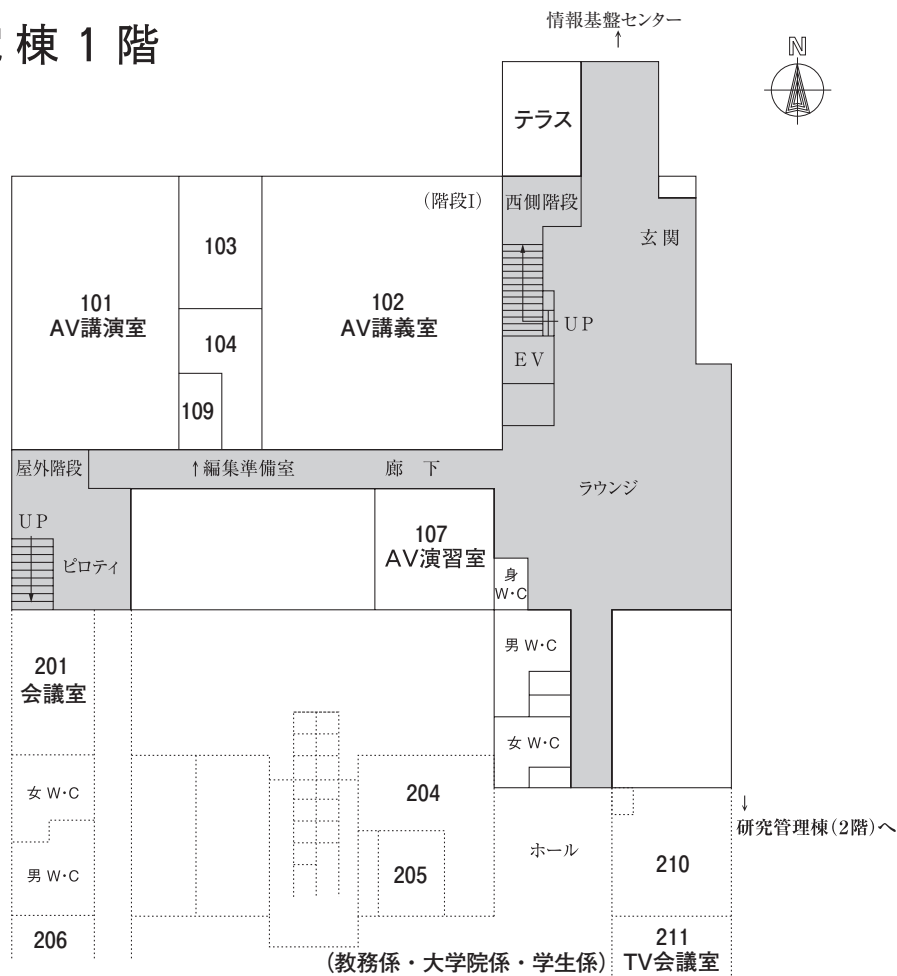 棟1階
情報基盤センター
↑
N
テラス
(階段I)
西側階段
玄関
103
101
AV講演室
102
AV講義室
UP
104
EV
109
屋外階段
↑編集準備室
廊 下
ラウンジ
UP
107
AV演習室
ピロティ
身
W・C
男 W・C
201
会議室
女 W・C
女 W・C
204
↓
研究管理棟(2階)へ
ホール
男 W・C
205
210
206
211
(教務係・大学院係・学生係)
TV会議室